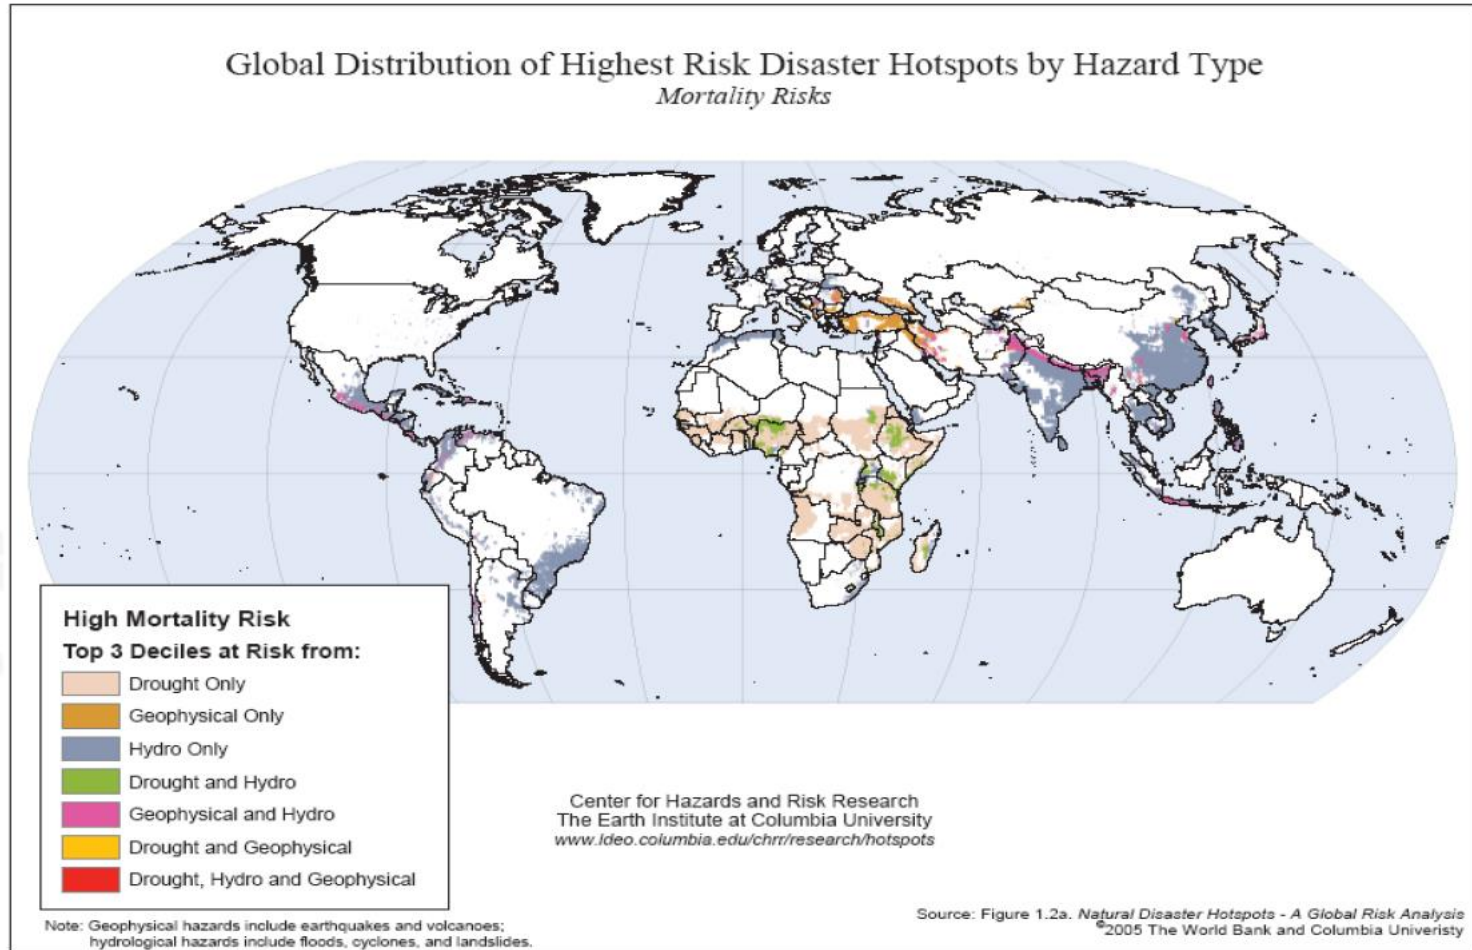 Global Distribution of Highest Risk Disaster Hotspots by Hazard Type
Mortality Risks
High Mortality Risk
Top 3 Deciles at Risk from:
Drought Only
Geophysical Only
Hydro Only
Drought and Hydro
Geophysical and Hydro
Drought and Geophysical
Drought, Hydro and Geophysical
Note: Geophysical hazards include earthquakes and volcanoes;
hydrological hazards include floods, cyclones, and landslides.
Center for Hazards and Risk Research
The Earth Institute at Columbia University
www.ldeo.columbia.edu/chrr/research/hotspots
Source: Figure 1.2a. Natural Disaster Hotspots - A Global Risk Analysis
©2005 The World Bank and Columbia Univeristy